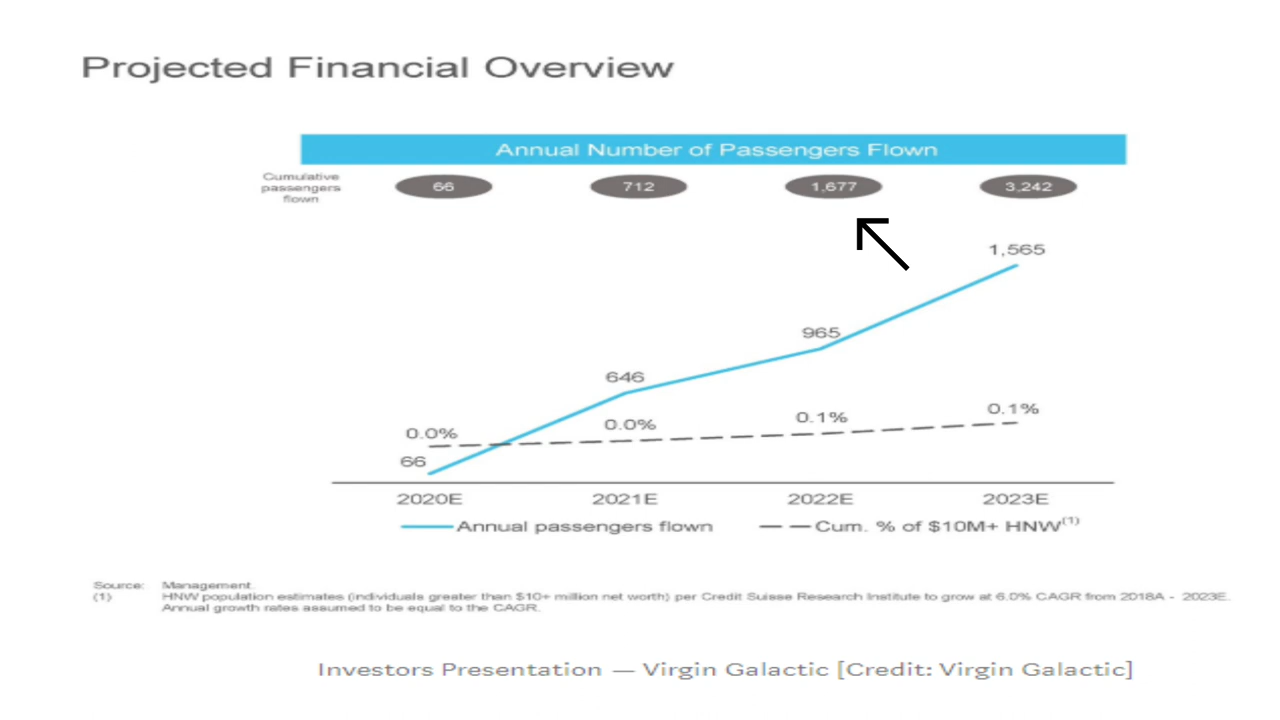 Projected Financial Overview
Annual Number of Passengers Flown
Cumulative
passengers
flown
66 712 1,677 3,242
1,565
965
646
0.1%
0.1%
0.0%
0.0%
66
2020E 2021E 2022E 2023E
Annual passengers flown Cum. % of $10M+ HNW(1)
Source: Management.
(1) HNW population estimates (individuals greater than $10+ million net worth) per Credit Suisse Research Institute to grow at 6.0% CAGR from 2018A - 2023E.
Annual growth rates assumed to be equal to the CAGR.
Investors Presentation — Virgin Galactic [Credit: Virgin Galactic]